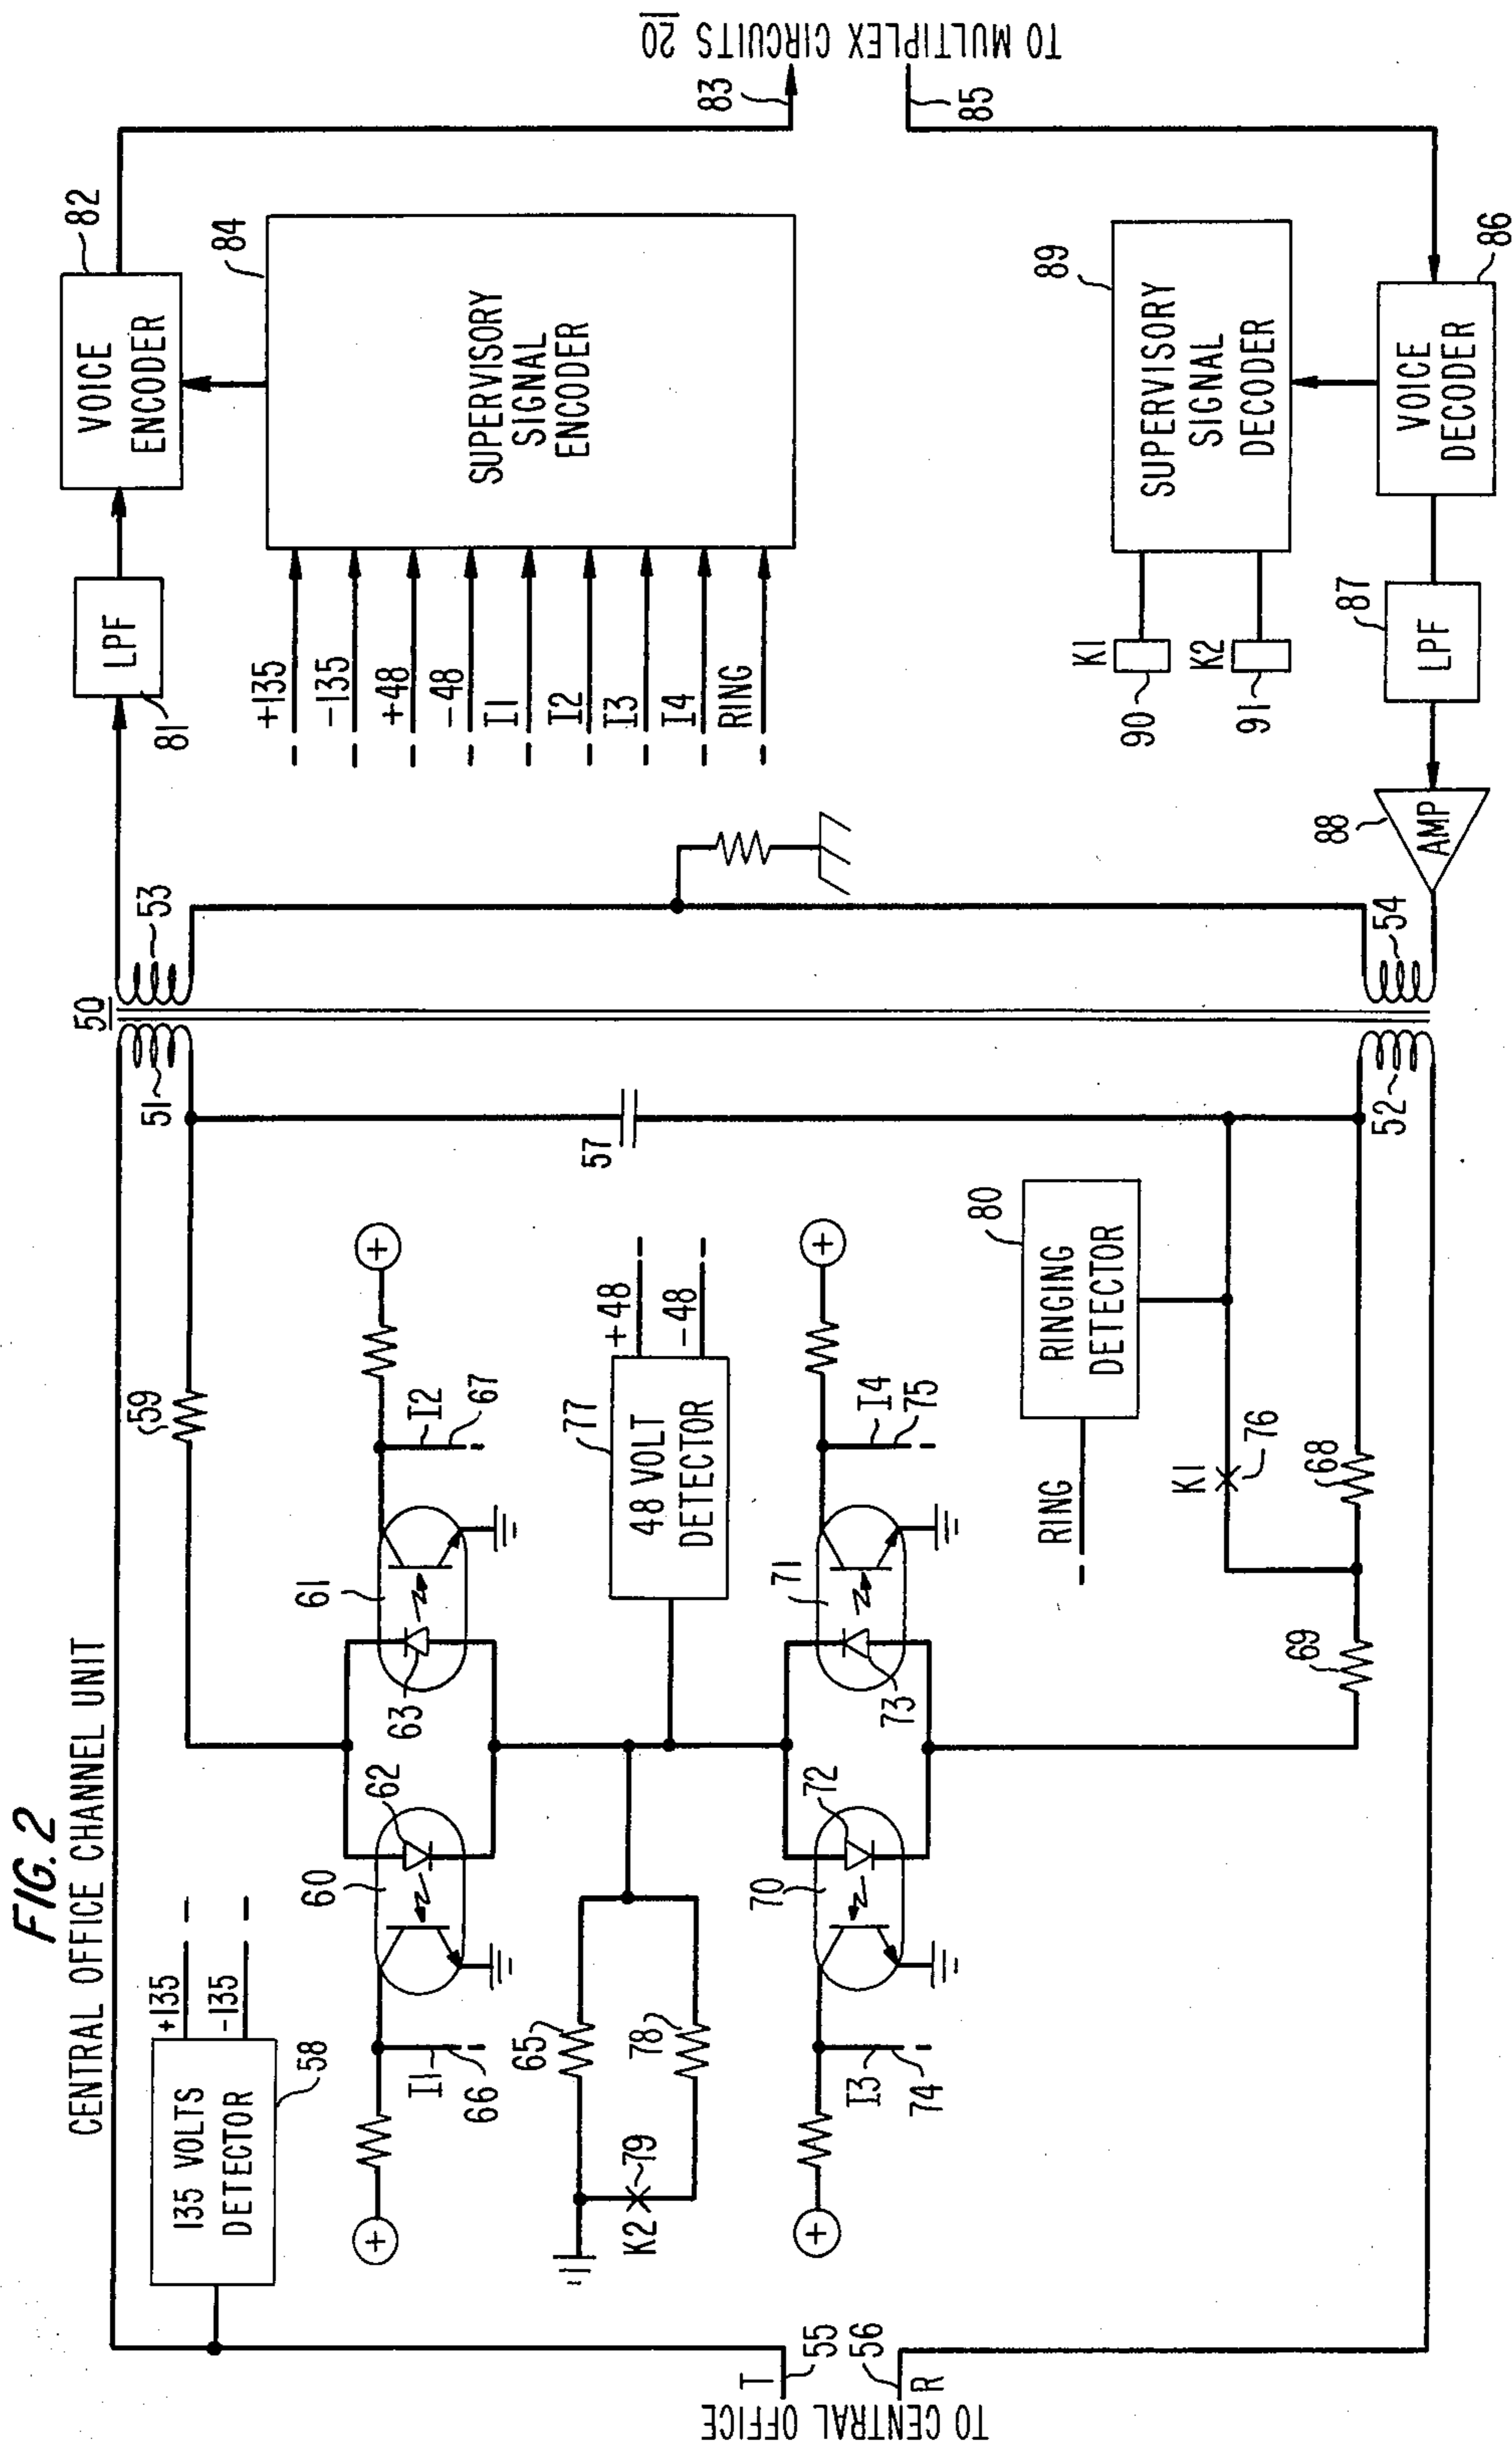 FIG. 2
CENTRAL OFFICE CHANNEL UNIT
135 VOLTS
DETECTOR
58
+135
-135
50
51
53
81
LPF
VOICE
ENCODER
82
83
TO MULTIPLEX CIRCUITS 20
85
59
60
62
I1
66
61
63
I2
67
65
78
K2
79
77
48 VOLT
DETECTOR
+48
-48
57
70
72
I3
74
71
73
I4
75
80
RINGING
DETECTOR
RING
K1
76
69
68
52
54
T
55
56
R
TO CENTRAL OFFICE
84
SUPERVISORY
SIGNAL
ENCODER
+135
-135
+48
-48
I1
I2
I3
I4
RING
89
SUPERVISORY
SIGNAL
DECODER
K1
90
K2
91
88
AMP
87
LPF
VOICE
DECODER
86